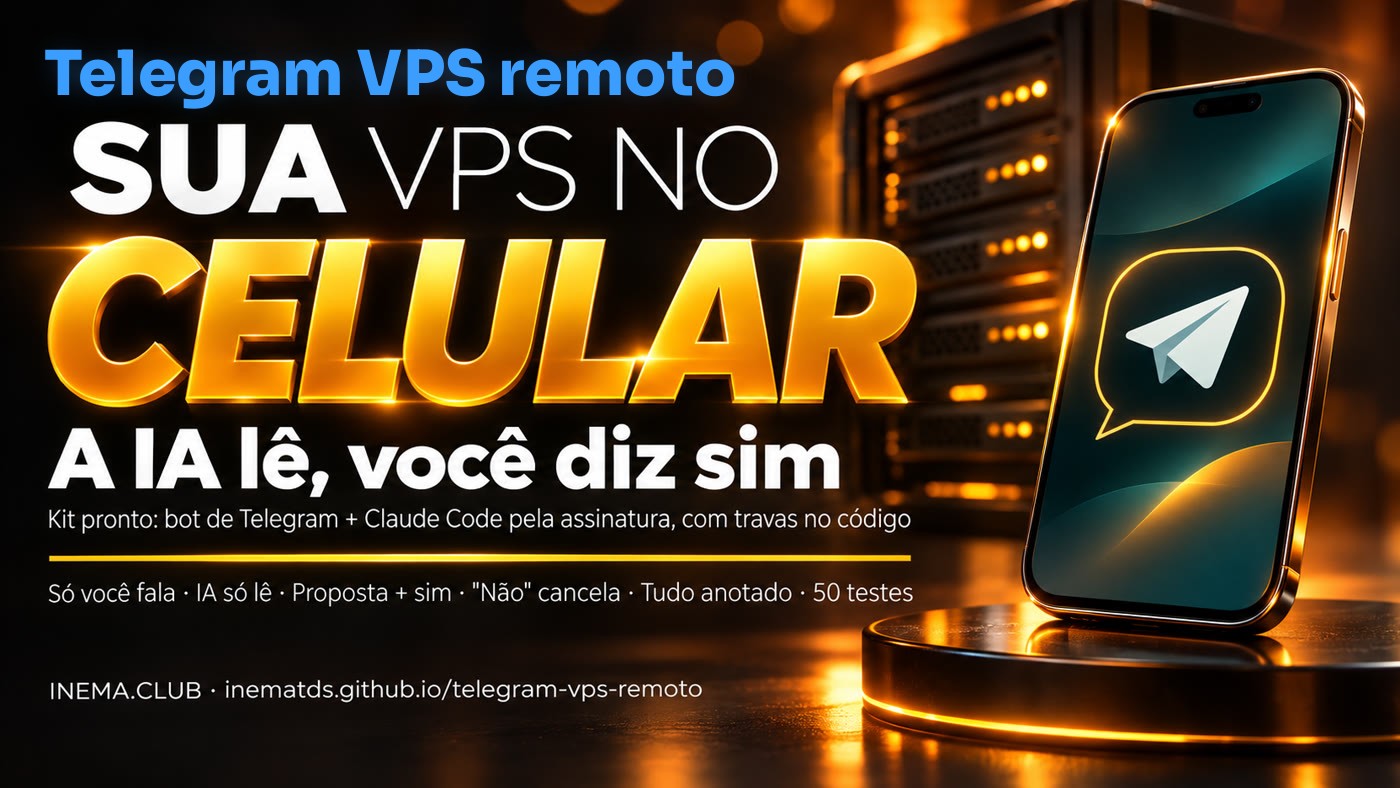 Telegram VPS remoto
SUA VPS NO
CELULAR
A IA lê, você diz sim
Kit pronto: bot de Telegram + Claude Code pela assinatura, com travas no código
Só você fala · IA só lê · Proposta + sim · "Não" cancela · Tudo anotado · 50 testes
INEMA.CLUB · inematds.github.io/telegram-vps-remoto